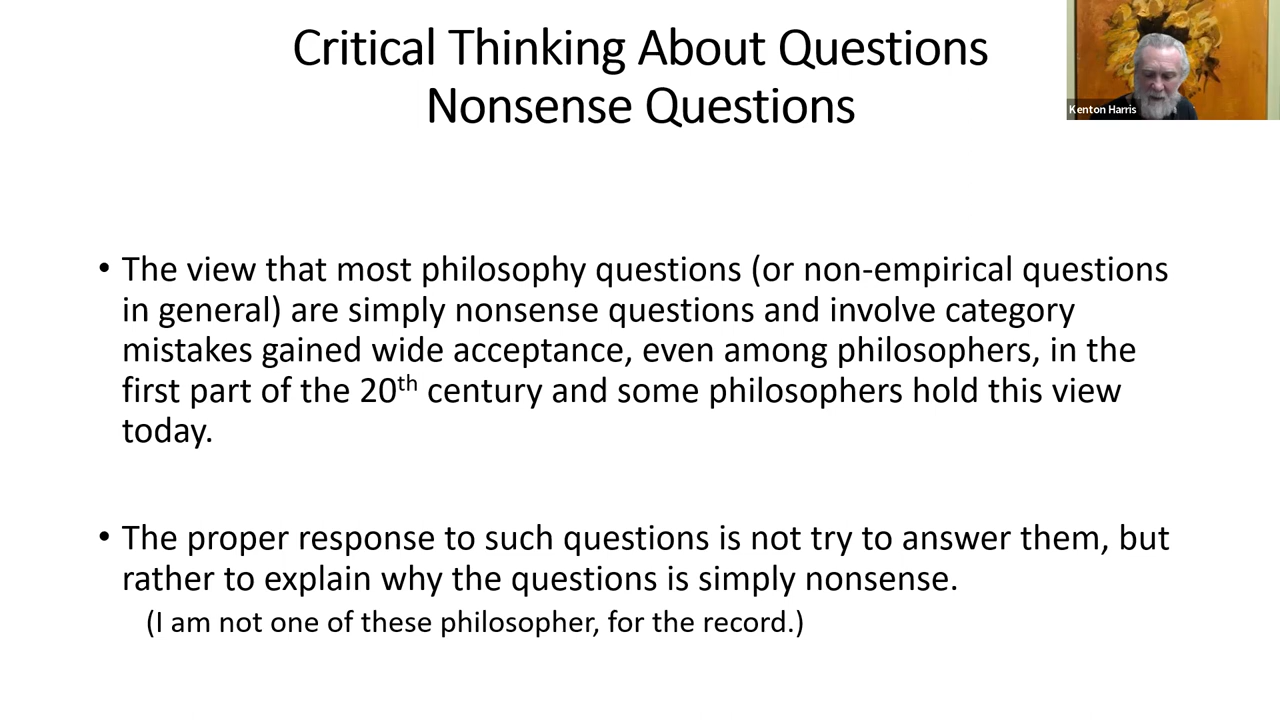 Critical Thinking About Questions
Nonsense Questions
Kenton Harris
• The view that most philosophy questions (or non-empirical questions
in general) are simply nonsense questions and involve category
mistakes gained wide acceptance, even among philosophers, in the
first part of the 20th century and some philosophers hold this view
today.
• The proper response to such questions is not try to answer them, but
rather to explain why the questions is simply nonsense.
(I am not one of these philosopher, for the record.)